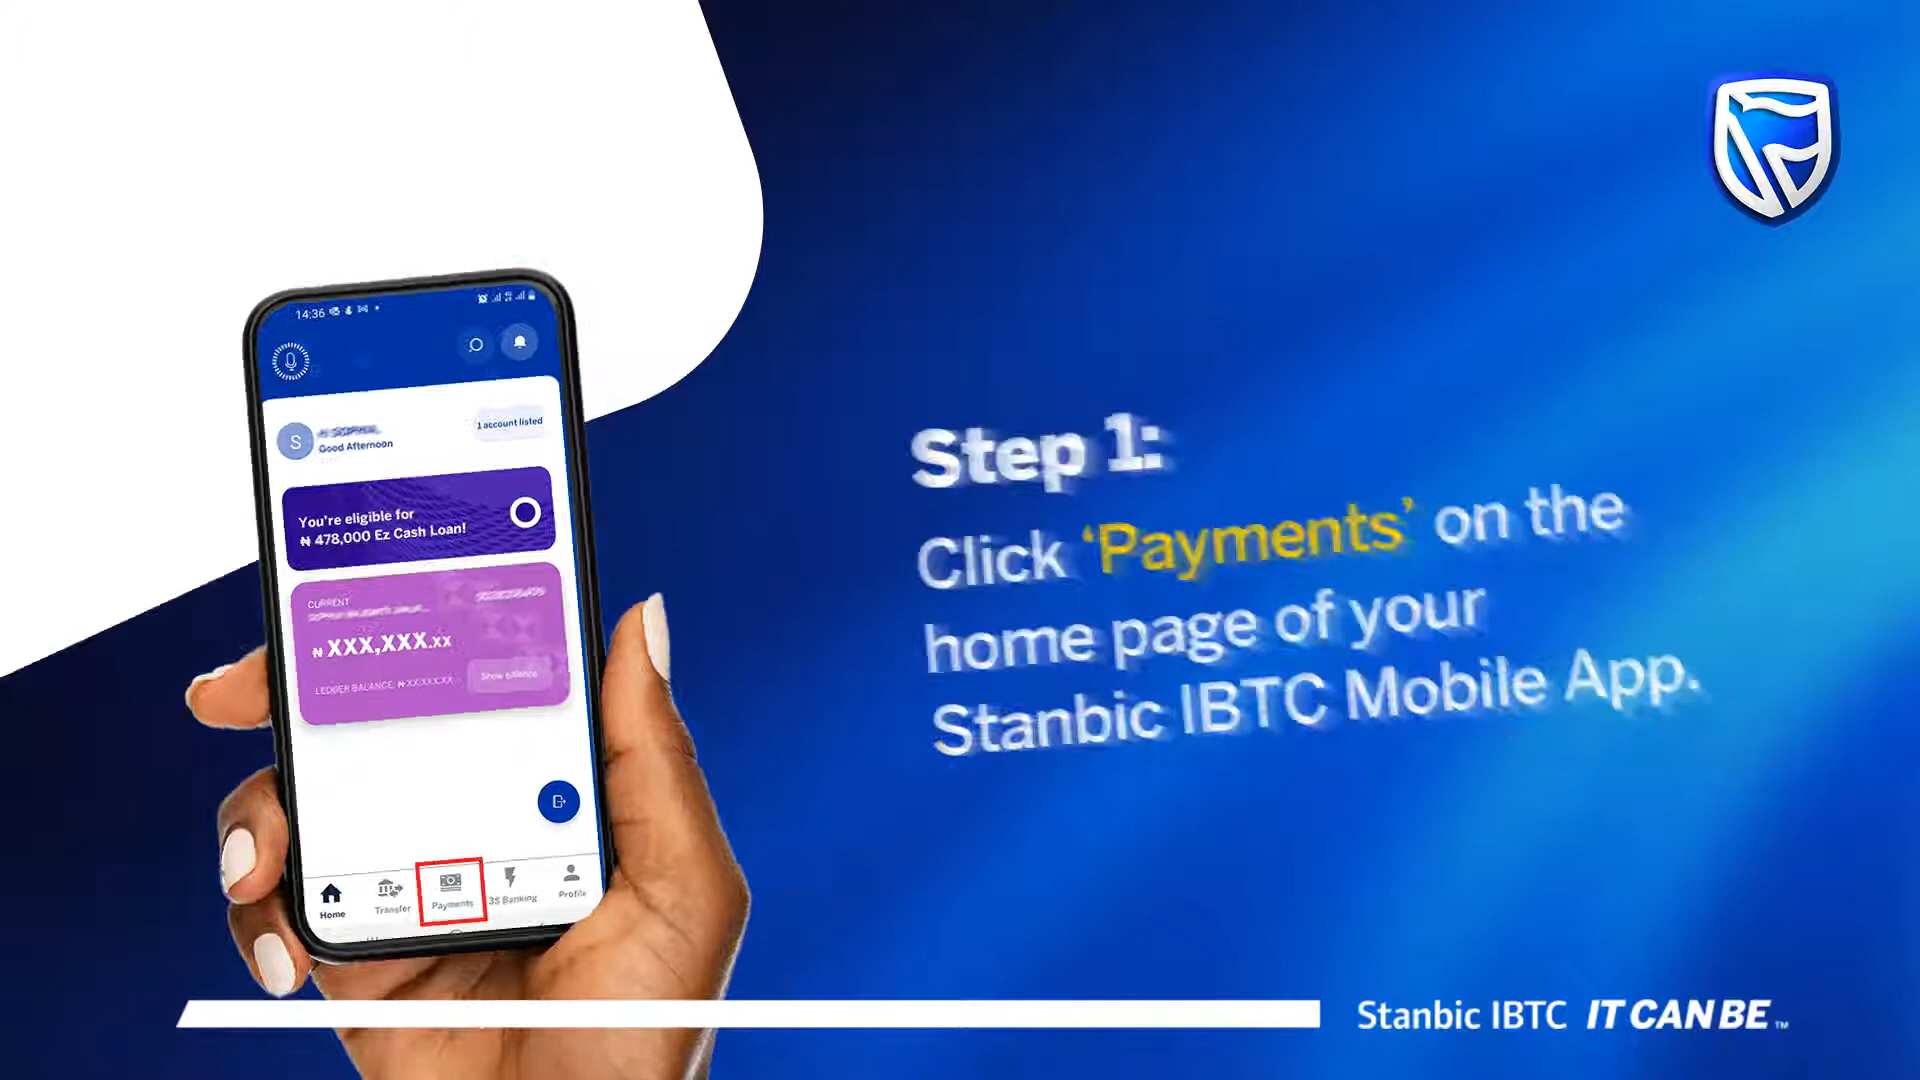 14:36
S
Good Afternoon
1 account listed
You're eligible for
₦ 478,000 Ez Cash Loan!
CURRENT
₦ XXX,XXX.xx
LEDGER BALANCE: ₦ XX,XXX.XX
Show balance
Home
Transfer
Payments
3S Banking
Profile
Step 1:
Click ‘Payments’ on the
home page of your
Stanbic IBTC Mobile App.
Stanbic IBTC IT CAN BE ™